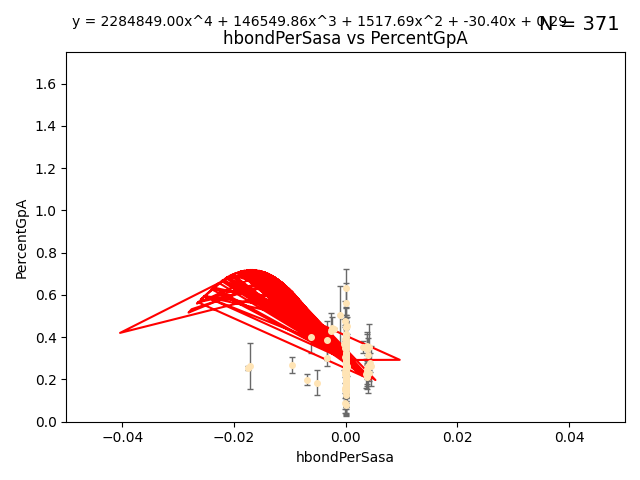 y = 2284849.00x^4 + 146549.86x^3 + 1517.69x^2 + -30.40x + 0.29
N = 371
hbondPerSasa vs PercentGpA
1.6
1.4
1.2
1.0
0.8
0.6
0.4
0.2
0.0
PercentGpA
−0.04 −0.02 0.00 0.02 0.04
hbondPerSasa